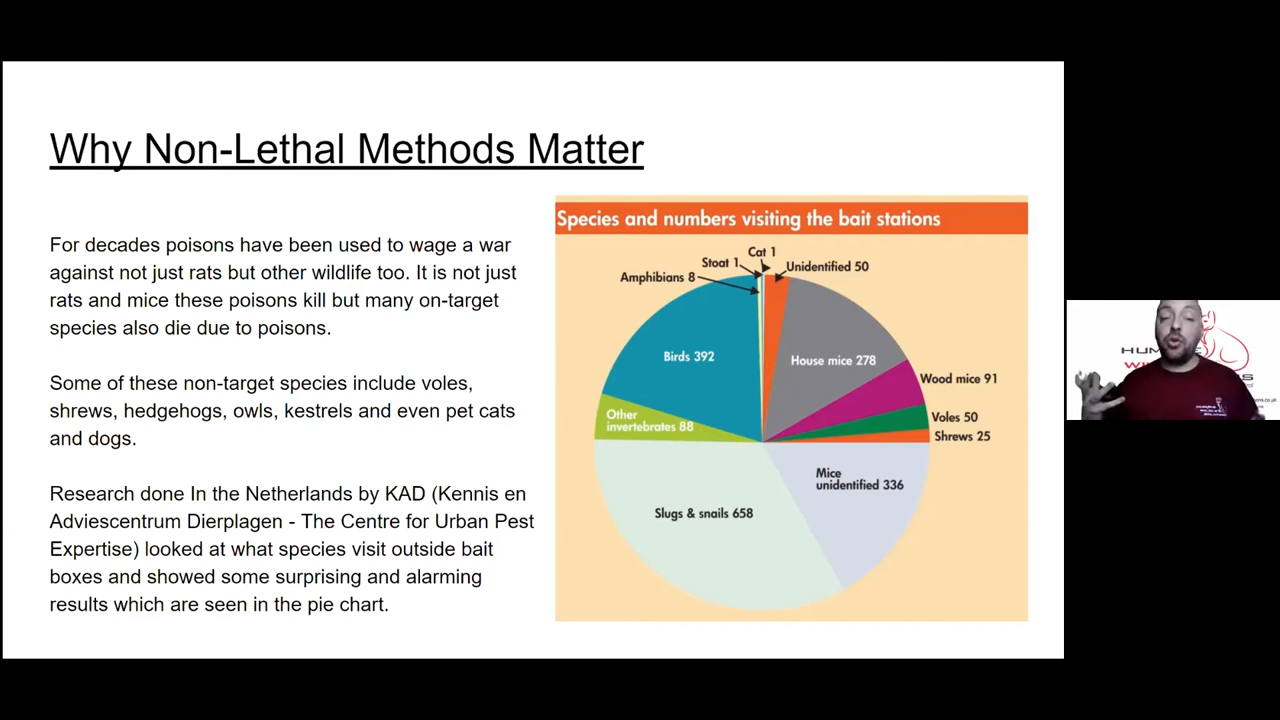 Why Non-Lethal Methods Matter
For decades poisons have been used to wage a war
against not just rats but other wildlife too. It is not just
rats and mice these poisons kill but many on-target
species also die due to poisons.
Some of these non-target species include voles,
shrews, hedgehogs, owls, kestrels and even pet cats
and dogs.
Research done In the Netherlands by KAD (Kennis en
Adviescentrum Dierplagen - The Centre for Urban Pest
Expertise) looked at what species visit outside bait
boxes and showed some surprising and alarming
results which are seen in the pie chart.
Species and numbers visiting the bait stations
Cat 1
Stoat 1
Unidentified 50
Amphibians 8
Birds 392
House mice 278
Wood mice 91
Other
invertebrates 88
Voles 50
Shrews 25
Mice
unidentified 336
Slugs & snails 658